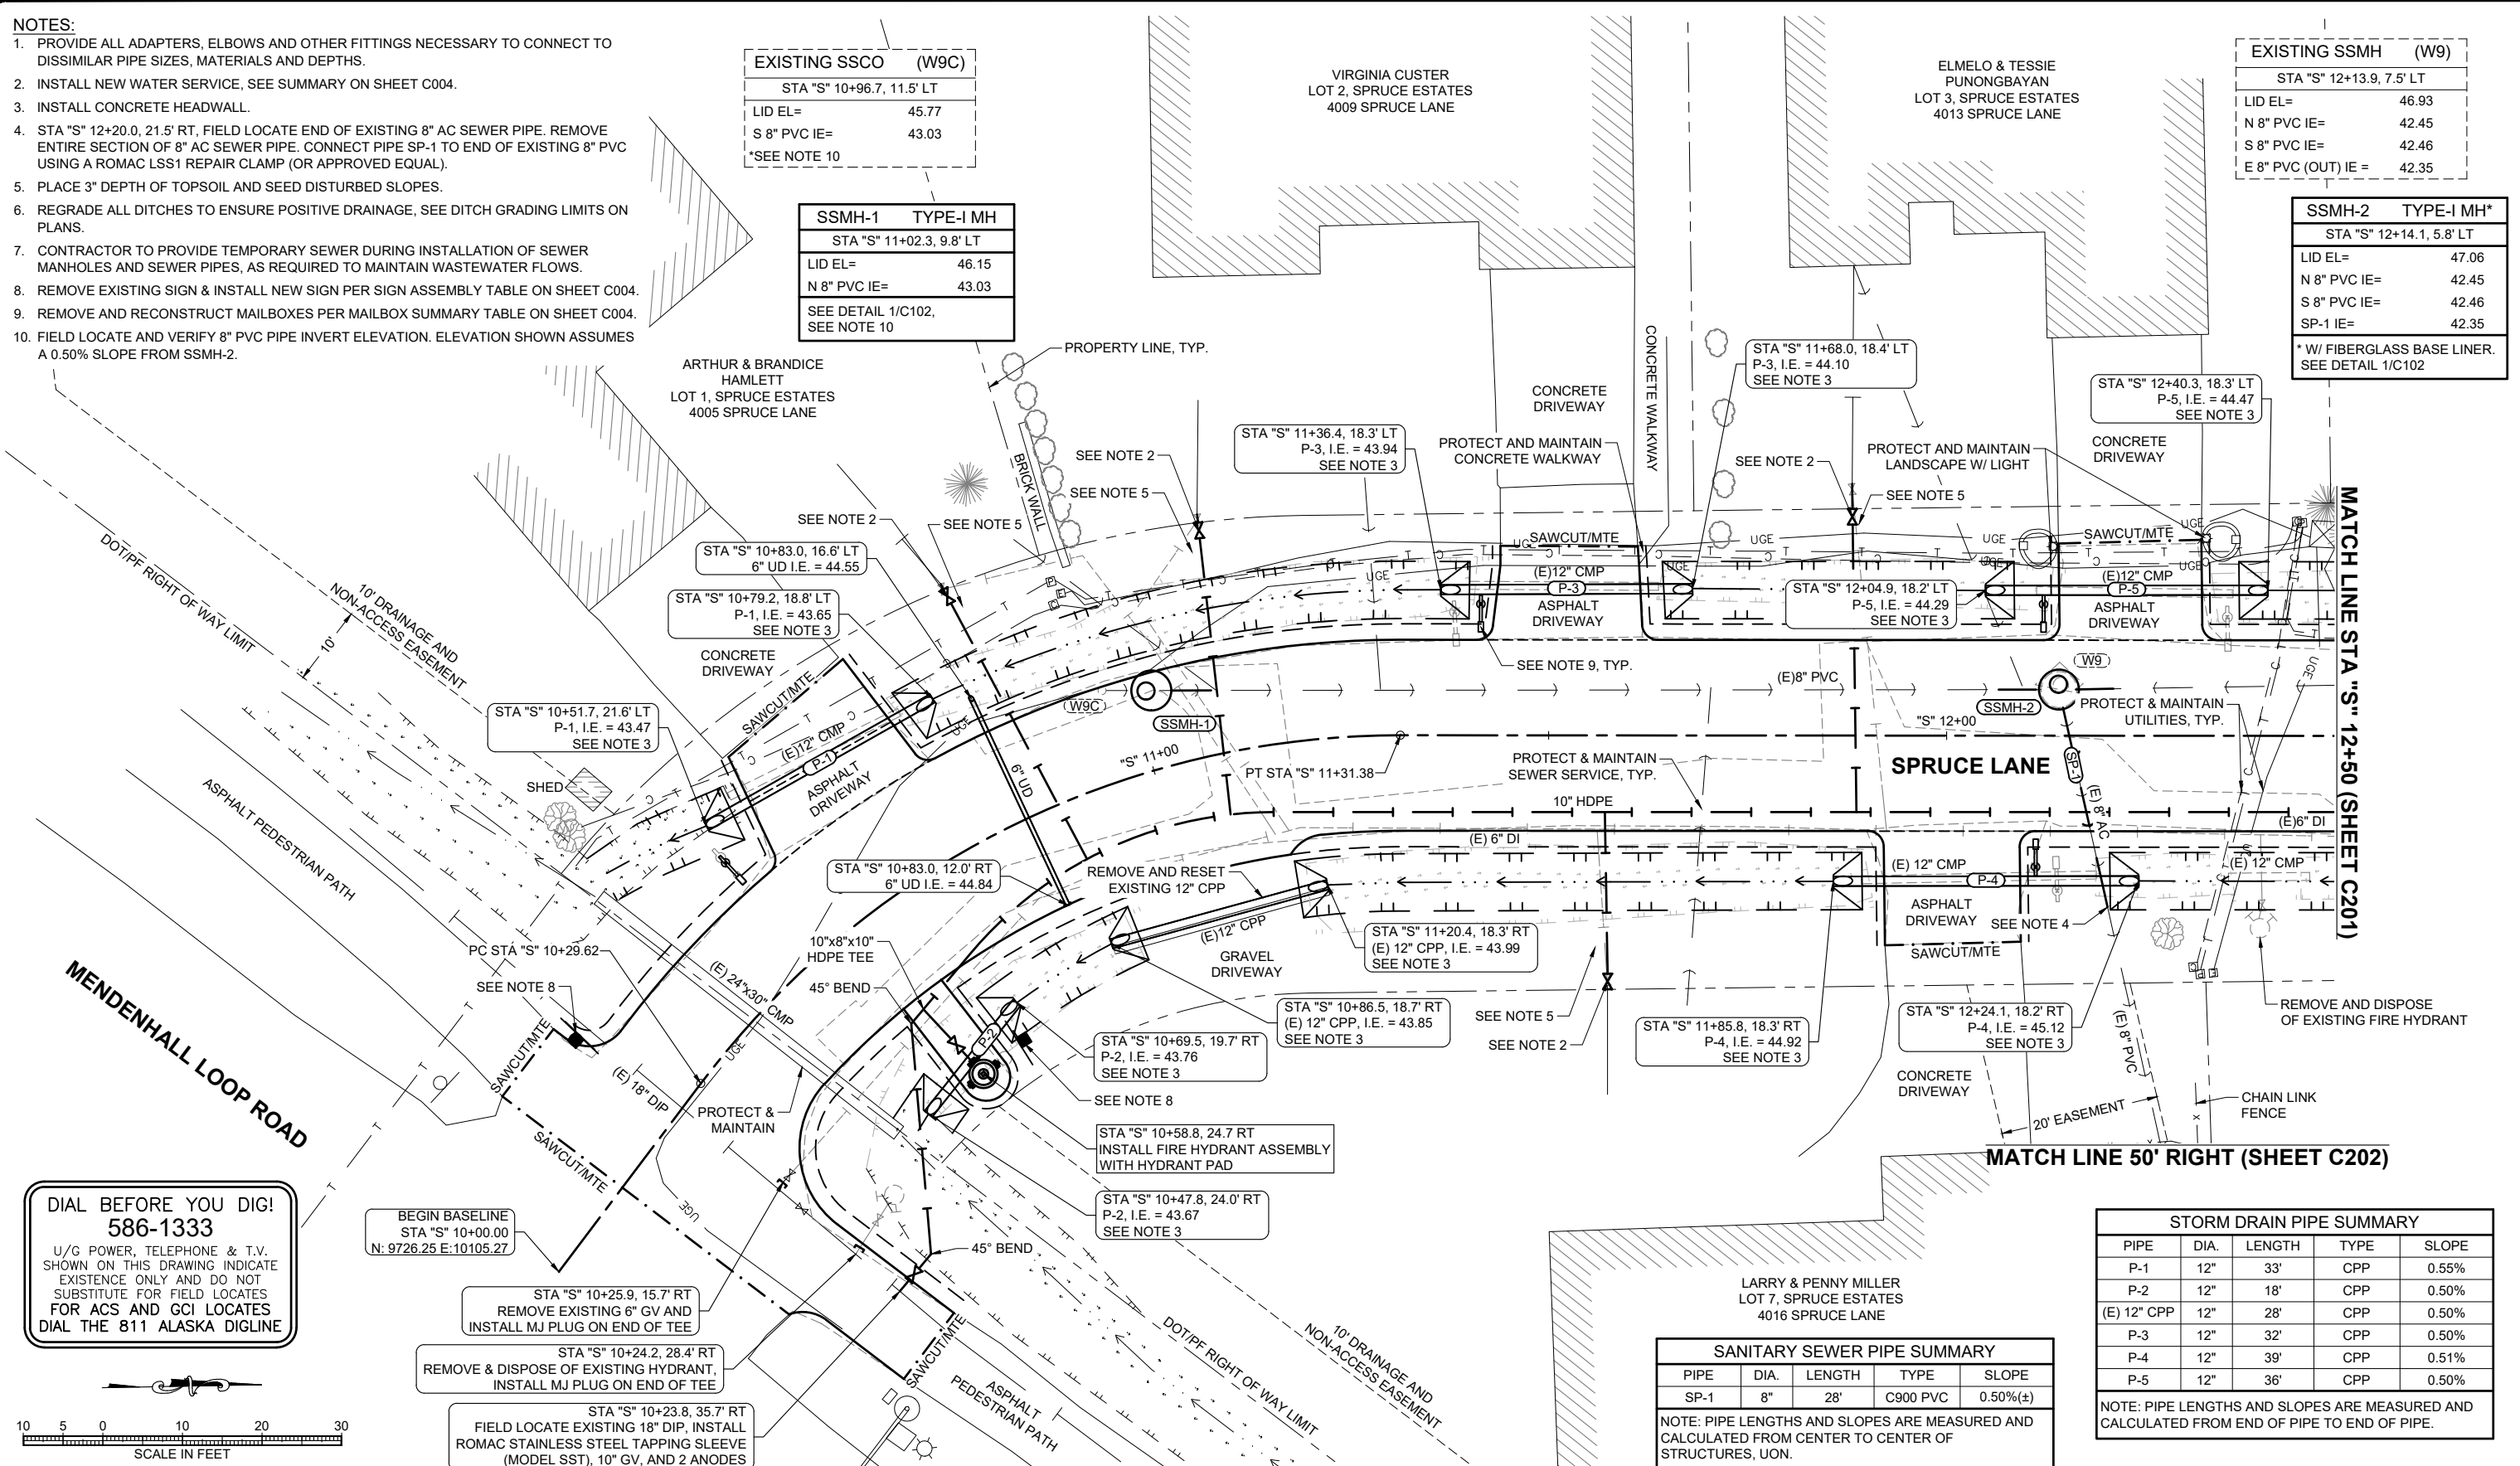 NOTES:
1. PROVIDE ALL ADAPTERS, ELBOWS AND OTHER FITTINGS NECESSARY TO CONNECT TO
DISSIMILAR PIPE SIZES, MATERIALS AND DEPTHS.
2. INSTALL NEW WATER SERVICE, SEE SUMMARY ON SHEET C004.
3. INSTALL CONCRETE HEADWALL.
4. STA "S" 12+20.0, 21.5' RT, FIELD LOCATE END OF EXISTING 8" AC SEWER PIPE. REMOVE
ENTIRE SECTION OF 8" AC SEWER PIPE. CONNECT PIPE SP-1 TO END OF EXISTING 8" PVC
USING A ROMAC LSS1 REPAIR CLAMP (OR APPROVED EQUAL).
5. PLACE 3" DEPTH OF TOPSOIL AND SEED DISTURBED SLOPES.
6. REGRADE ALL DITCHES TO ENSURE POSITIVE DRAINAGE, SEE DITCH GRADING LIMITS ON
PLANS.
7. CONTRACTOR TO PROVIDE TEMPORARY SEWER DURING INSTALLATION OF SEWER
MANHOLES AND SEWER PIPES, AS REQUIRED TO MAINTAIN WASTEWATER FLOWS.
8. REMOVE EXISTING SIGN & INSTALL NEW SIGN PER SIGN ASSEMBLY TABLE ON SHEET C004.
9. REMOVE AND RECONSTRUCT MAILBOXES PER MAILBOX SUMMARY TABLE ON SHEET C004.
10. FIELD LOCATE AND VERIFY 8" PVC PIPE INVERT ELEVATION. ELEVATION SHOWN ASSUMES
A 0.50% SLOPE FROM SSMH-2.
EXISTING SSCO (W9C)
STA "S" 10+96.7, 11.5' LT
LID EL= 45.77
S 8" PVC IE= 43.03
*SEE NOTE 10
SSMH-1 TYPE-I MH
STA "S" 11+02.3, 9.8' LT
LID EL= 46.15
N 8" PVC IE= 43.03
SEE DETAIL 1/C102,
SEE NOTE 10
VIRGINIA CUSTER
LOT 2, SPRUCE ESTATES
4009 SPRUCE LANE
ELMELO & TESSIE
PUNONGBAYAN
LOT 3, SPRUCE ESTATES
4013 SPRUCE LANE
EXISTING SSMH (W9)
STA "S" 12+13.9, 7.5' LT
LID EL= 46.93
N 8" PVC IE= 42.45
S 8" PVC IE= 42.46
E 8" PVC (OUT) IE = 42.35
SSMH-2 TYPE-I MH*
STA "S" 12+14.1, 5.8' LT
LID EL= 47.06
N 8" PVC IE= 42.45
S 8" PVC IE= 42.46
SP-1 IE= 42.35
* W/ FIBERGLASS BASE LINER.
SEE DETAIL 1/C102
ARTHUR & BRANDICE
HAMLETT
LOT 1, SPRUCE ESTATES
4005 SPRUCE LANE
PROPERTY LINE, TYP.
BRICK WALL
SEE NOTE 2
SEE NOTE 5
SEE NOTE 2
SEE NOTE 5
STA "S" 11+36.4, 18.3' LT
P-3, I.E. = 43.94
SEE NOTE 3
CONCRETE
DRIVEWAY
PROTECT AND MAINTAIN
CONCRETE WALKWAY
CONCRETE WALKWAY
STA "S" 11+68.0, 18.4' LT
P-3, I.E. = 44.10
SEE NOTE 3
SEE NOTE 2
PROTECT AND MAINTAIN
LANDSCAPE W/ LIGHT
SEE NOTE 5
STA "S" 12+40.3, 18.3' LT
P-5, I.E. = 44.47
SEE NOTE 3
CONCRETE
DRIVEWAY
MATCH LINE STA "S" 12+50 (SHEET C201)
STA "S" 10+83.0, 16.6' LT
6" UD I.E. = 44.55
STA "S" 10+79.2, 18.8' LT
P-1, I.E. = 43.65
SEE NOTE 3
CONCRETE
DRIVEWAY
SAWCUT/MTE
STA "S" 10+51.7, 21.6' LT
P-1, I.E. = 43.47
SEE NOTE 3
(E)12" CMP
P-1
ASPHALT
DRIVEWAY
UGE
6" UD
W9C
SSMH-1
"S" 11+00
UGE
SAWCUT/MTE
UGE
UGE
UGE
(E)12" CMP
P-3
ASPHALT
DRIVEWAY
UGE
SEE NOTE 9, TYP.
STA "S" 12+04.9, 18.2' LT
P-5, I.E. = 44.29
SEE NOTE 3
UGE
UGE
SAWCUT/MTE
UGE
UGE
(E)12" CMP
P-5
ASPHALT
DRIVEWAY
(E)8" PVC
W9
SSMH-2
"S" 12+00
PROTECT & MAINTAIN
UTILITIES, TYP.
UGE
PT STA "S" 11+31.38
PROTECT & MAINTAIN
SEWER SERVICE, TYP.
SPRUCE LANE
SP-1
(E) 8" AC
10" HDPE
(E)6" DI
(E) 6" DI
DOT/PF RIGHT OF WAY LIMIT
10'
10' DRAINAGE AND
NON-ACCESS EASEMENT
ASPHALT PEDESTRIAN PATH
SHED
MENDENHALL LOOP ROAD
PC STA "S" 10+29.62
SEE NOTE 8
SAWCUT/MTE
(E) 18" DIP
SAWCUT/MTE
(E) 24"x30" CMP
UGE
UGE
PROTECT &
MAINTAIN
STA "S" 10+83.0, 12.0' RT
6" UD I.E. = 44.84
10"x8"x10"
HDPE TEE
45° BEND
REMOVE AND RESET
EXISTING 12" CPP
(E)12" CPP
GRAVEL
DRIVEWAY
P-2
STA "S" 11+20.4, 18.3' RT
(E) 12" CPP, I.E. = 43.99
SEE NOTE 3
STA "S" 10+86.5, 18.7' RT
(E) 12" CPP, I.E. = 43.85
SEE NOTE 3
STA "S" 10+69.5, 19.7' RT
P-2, I.E. = 43.76
SEE NOTE 3
SEE NOTE 8
STA "S" 10+58.8, 24.7 RT
INSTALL FIRE HYDRANT ASSEMBLY
WITH HYDRANT PAD
STA "S" 10+47.8, 24.0' RT
P-2, I.E. = 43.67
SEE NOTE 3
45° BEND
SEE NOTE 5
SEE NOTE 2
STA "S" 11+85.8, 18.3' RT
P-4, I.E. = 44.92
SEE NOTE 3
(E) 12" CMP
P-4
ASPHALT
DRIVEWAY
SEE NOTE 4
SAWCUT/MTE
(E) 12" CMP
STA "S" 12+24.1, 18.2' RT
P-4, I.E. = 45.12
SEE NOTE 3
CONCRETE
DRIVEWAY
(E) 8" PVC
REMOVE AND DISPOSE
OF EXISTING FIRE HYDRANT
CHAIN LINK
FENCE
20' EASEMENT
MATCH LINE 50' RIGHT (SHEET C202)
DIAL BEFORE YOU DIG!
586-1333
U/G POWER, TELEPHONE & T.V.
SHOWN ON THIS DRAWING INDICATE
EXISTENCE ONLY AND DO NOT
SUBSTITUTE FOR FIELD LOCATES
FOR ACS AND GCI LOCATES
DIAL THE 811 ALASKA DIGLINE
10 5 0 10 20 30
SCALE IN FEET
BEGIN BASELINE
STA "S" 10+00.00
N: 9726.25 E:10105.27
STA "S" 10+25.9, 15.7' RT
REMOVE EXISTING 6" GV AND
INSTALL MJ PLUG ON END OF TEE
STA "S" 10+24.2, 28.4' RT
REMOVE & DISPOSE OF EXISTING HYDRANT,
INSTALL MJ PLUG ON END OF TEE
STA "S" 10+23.8, 35.7' RT
FIELD LOCATE EXISTING 18" DIP, INSTALL
ROMAC STAINLESS STEEL TAPPING SLEEVE
(MODEL SST), 10" GV, AND 2 ANODES
SAWCUT/MTE
ASPHALT
PEDESTRIAN PATH
DOT/PF RIGHT OF WAY LIMIT
10' DRAINAGE AND
NON-ACCESS EASEMENT
LARRY & PENNY MILLER
LOT 7, SPRUCE ESTATES
4016 SPRUCE LANE
SANITARY SEWER PIPE SUMMARY
PIPE DIA. LENGTH TYPE SLOPE
SP-1 8" 28' C900 PVC 0.50%(±)
NOTE: PIPE LENGTHS AND SLOPES ARE MEASURED AND
CALCULATED FROM CENTER TO CENTER OF
STRUCTURES, UON.
STORM DRAIN PIPE SUMMARY
PIPE DIA. LENGTH TYPE SLOPE
P-1 12" 33' CPP 0.55%
P-2 12" 18' CPP 0.50%
(E) 12" CPP 12" 28' CPP 0.50%
P-3 12" 32' CPP 0.50%
P-4 12" 39' CPP 0.51%
P-5 12" 36' CPP 0.50%
NOTE: PIPE LENGTHS AND SLOPES ARE MEASURED AND
CALCULATED FROM END OF PIPE TO END OF PIPE.